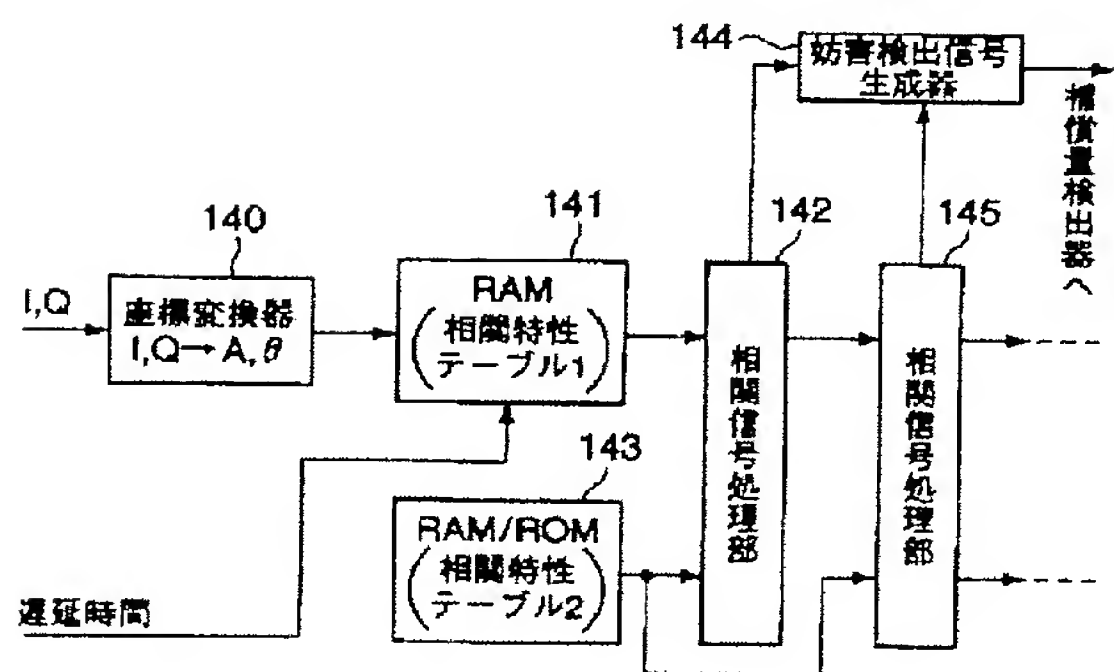 144
妨害検出信号
生成器
補償量検出器へ
140
141
142
145
I,Q
座標変換器
I,Q→A,θ
RAM
(相関特性
テーブル1)
相関信号処理部
相関信号処理部
143
RAM/ROM
(相関特性
テーブル2)
遅延時間